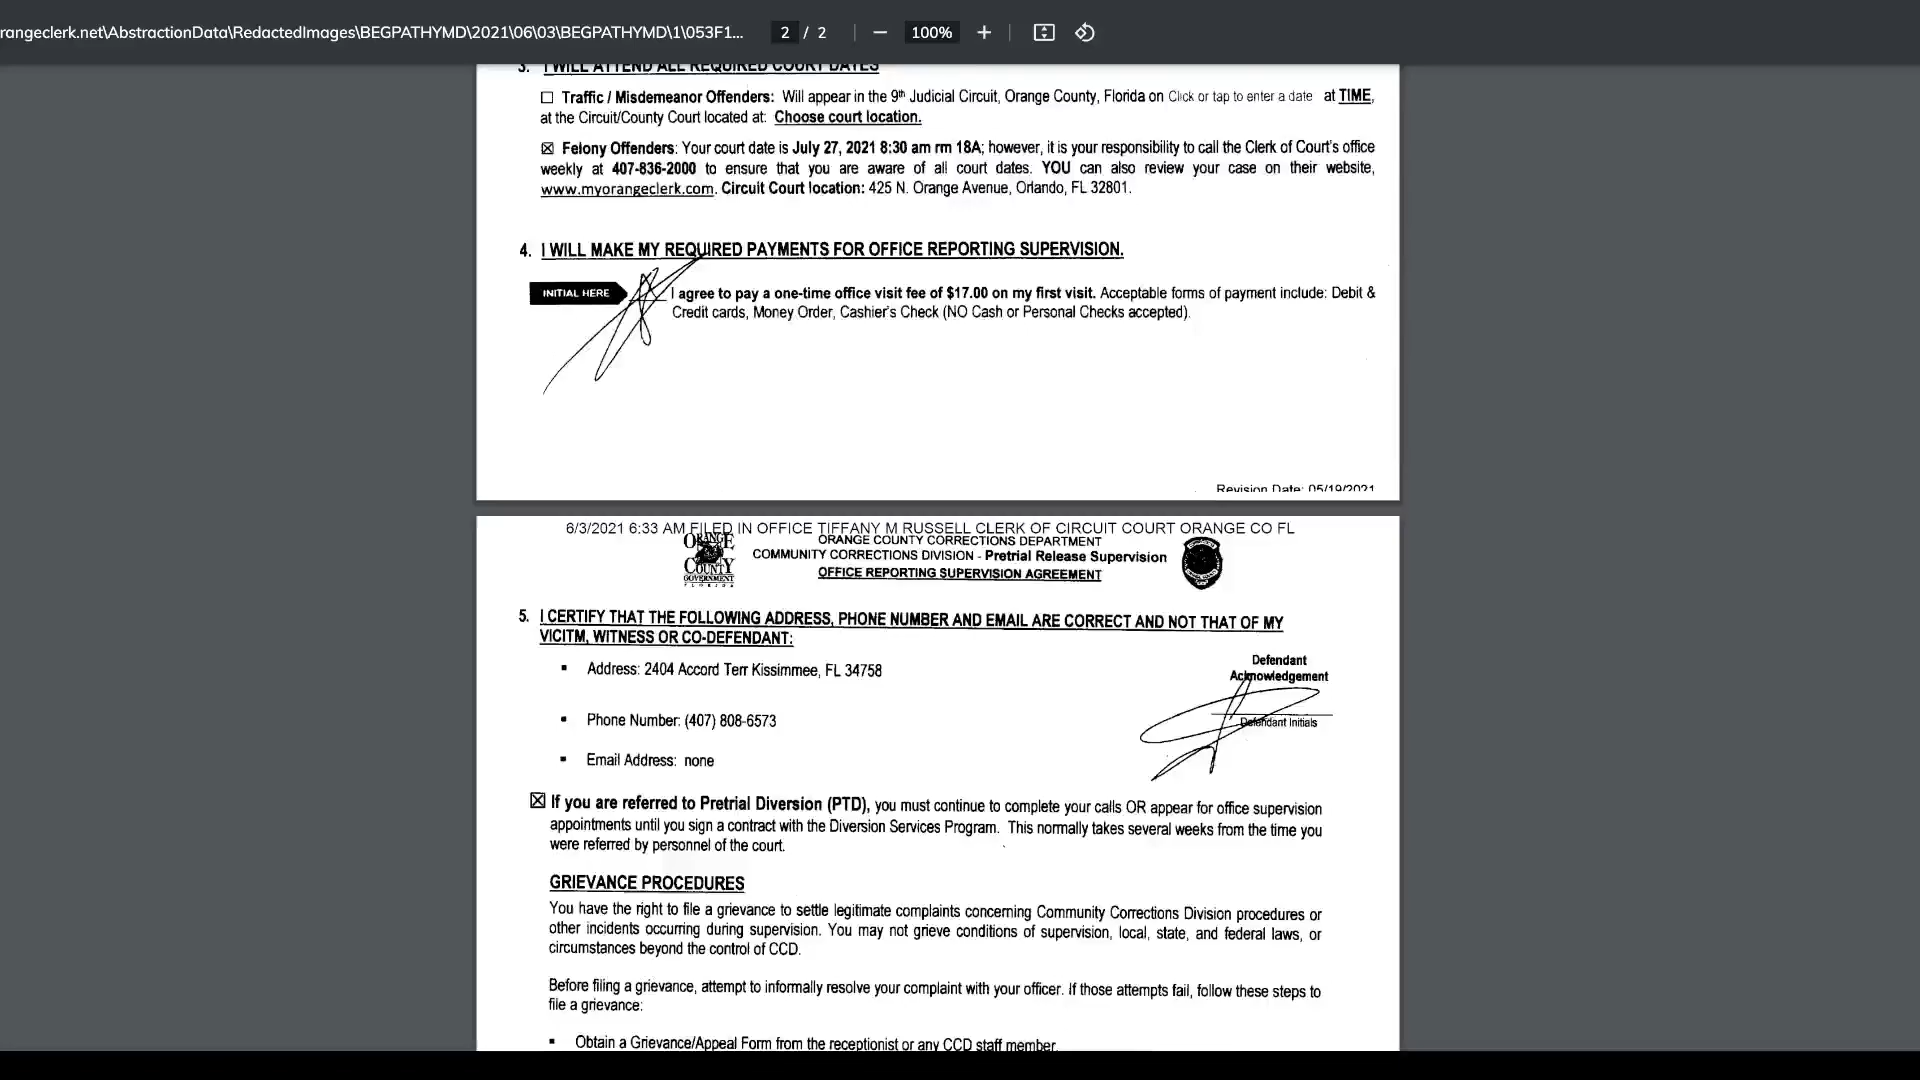 rangeclerk.net\AbstractionData\RedactedImages\BEGPATHYMD\2021\06\03\BEGPATHYMD\1\053F1... 2 / 2 100%
3. I WILL ATTEND ALL REQUIRED COURT DATES
☐ Traffic / Misdemeanor Offenders: Will appear in the 9th Judicial Circuit, Orange County, Florida on Click or tap to enter a date at TIME,
at the Circuit/County Court located at: Choose court location.
☒ Felony Offenders: Your court date is July 27, 2021 8:30 am rm 18A; however, it is your responsibility to call the Clerk of Court's office
weekly at 407-836-2000 to ensure that you are aware of all court dates. YOU can also review your case on their website,
www.myorangeclerk.com. Circuit Court location: 425 N. Orange Avenue, Orlando, FL 32801.
4. I WILL MAKE MY REQUIRED PAYMENTS FOR OFFICE REPORTING SUPERVISION.
INITIAL HERE I agree to pay a one-time office visit fee of $17.00 on my first visit. Acceptable forms of payment include: Debit &
Credit cards, Money Order, Cashier's Check (NO Cash or Personal Checks accepted).
Revision Date: 05/19/2021
6/3/2021 6:33 AM FILED IN OFFICE TIFFANY M RUSSELL CLERK OF CIRCUIT COURT ORANGE CO FL
ORANGE COUNTY GOVERNMENT FLORIDA
ORANGE COUNTY CORRECTIONS DEPARTMENT
COMMUNITY CORRECTIONS DIVISION - Pretrial Release Supervision
OFFICE REPORTING SUPERVISION AGREEMENT
5. I CERTIFY THAT THE FOLLOWING ADDRESS, PHONE NUMBER AND EMAIL ARE CORRECT AND NOT THAT OF MY
VICITM, WITNESS OR CO-DEFENDANT:
Defendant
Acknowledgement
Defendant Initials
▪ Address: 2404 Accord Terr Kissimmee, FL 34758
▪ Phone Number: (407) 808-6573
▪ Email Address: none
☒ If you are referred to Pretrial Diversion (PTD), you must continue to complete your calls OR appear for office supervision
appointments until you sign a contract with the Diversion Services Program. This normally takes several weeks from the time you
were referred by personnel of the court.
GRIEVANCE PROCEDURES
You have the right to file a grievance to settle legitimate complaints concerning Community Corrections Division procedures or
other incidents occurring during supervision. You may not grieve conditions of supervision, local, state, and federal laws, or
circumstances beyond the control of CCD.
Before filing a grievance, attempt to informally resolve your complaint with your officer. If those attempts fail, follow these steps to
file a grievance:
▪ Obtain a Grievance/Appeal Form from the receptionist or any CCD staff member.